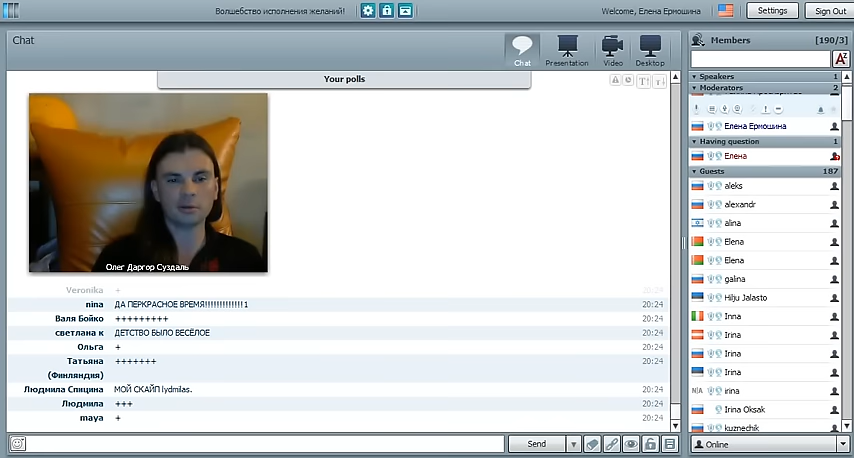 Волшебство исполнения желаний!
Welcome, Елена Ермошина
Settings
Sign Out
Chat
Chat
Presentation
Video
Desktop
Your polls
Олег Даргор Суздаль
Veronika +
20:24
nina ДА ПЕРКРАСНОЕ ВРЕМЯ!!!!!!!!!!!!!1 20:24
Валя Бойко +++++++++ 20:24
светлана к ДЕТСТВО БЫЛО ВЕСЁЛОЕ 20:24
Ольга + 20:24
Татьяна +++++++ 20:24
(Финляндия)
Людмила Спицина МОЙ СКАЙП lydmilas. 20:24
Людмила +++ 20:24
maya + 20:24
Send
Members [190/3]
Speakers 1
Moderators 2
Елена Ермошина
Having question 1
Елена
Guests 187
aleks
alexandr
alina
Elena
Elena
galina
Hilju Jalasto
Inna
Irina
Irina
Irina
N/A irina
Irina Oksak
kuznechik
Online